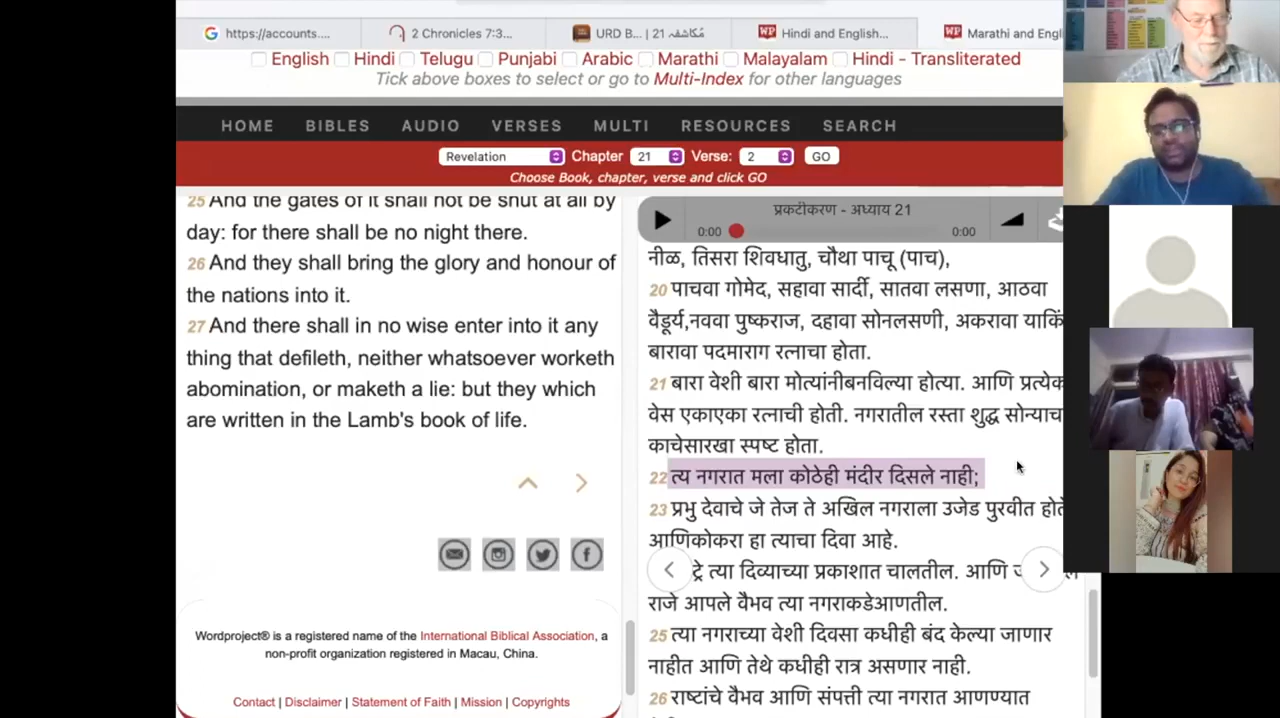 https://accounts....
2 Chronicles 7:3...
URD B... | 21 مُکاشفہ
Hindi and English...
Marathi and Engl
English Hindi Telugu Punjabi Arabic Marathi Malayalam Hindi - Transliterated
Tick above boxes to select or go to Multi-Index for other languages
HOME BIBLES AUDIO VERSES MULTI RESOURCES SEARCH
Revelation Chapter 21 Verse: 2 GO
Choose Book, chapter, verse and click GO
25 And the gates of it shall not be shut at all by
day: for there shall be no night there.
26 And they shall bring the glory and honour of
the nations into it.
27 And there shall in no wise enter into it any
thing that defileth, neither whatsoever worketh
abomination, or maketh a lie: but they which
are written in the Lamb's book of life.
Wordproject® is a registered name of the International Biblical Association, a
non-profit organization registered in Macau, China.
Contact | Disclaimer | Statement of Faith | Mission | Copyrights
प्रकटीकरण - अध्याय 21
0:00 0:00
नीळ, तिसरा शिवधातु, चौथा पाचू (पाच),
20 पाचवा गोमेद, सहावा सार्दी, सातवा लसणा, आठवा
वैडूर्य,नववा पुष्कराज, दहावा सोनलसणी, अकरावा याकिं
बारावा पदमाराग रत्नाचा होता.
21 बारा वेशी बारा मोत्यांनीबनविल्या होत्या. आणि प्रत्येक
वेस एकाएका रत्नाची होती. नगरातील रस्ता शुद्ध सोन्याच
काचेसारखा स्पष्ट होता.
22 त्य नगरात मला कोठेही मंदीर दिसले नाही;
23 प्रभु देवाचे जे तेज ते अखिल नगराला उजेड पुरवीत होते
आणिकोकरा हा त्याचा दिवा आहे.
ट्रे त्या दिव्याच्या प्रकाशात चालतील. आणि
राजे आपले वैभव त्या नगराकडेआणतील.
25 त्या नगराच्या वेशी दिवसा कधीही बंद केल्या जाणार
नाहीत आणि तेथे कधीही रात्र असणार नाही.
26 राष्टांचे वैभव आणि संपत्ती त्या नगरात आणण्यात